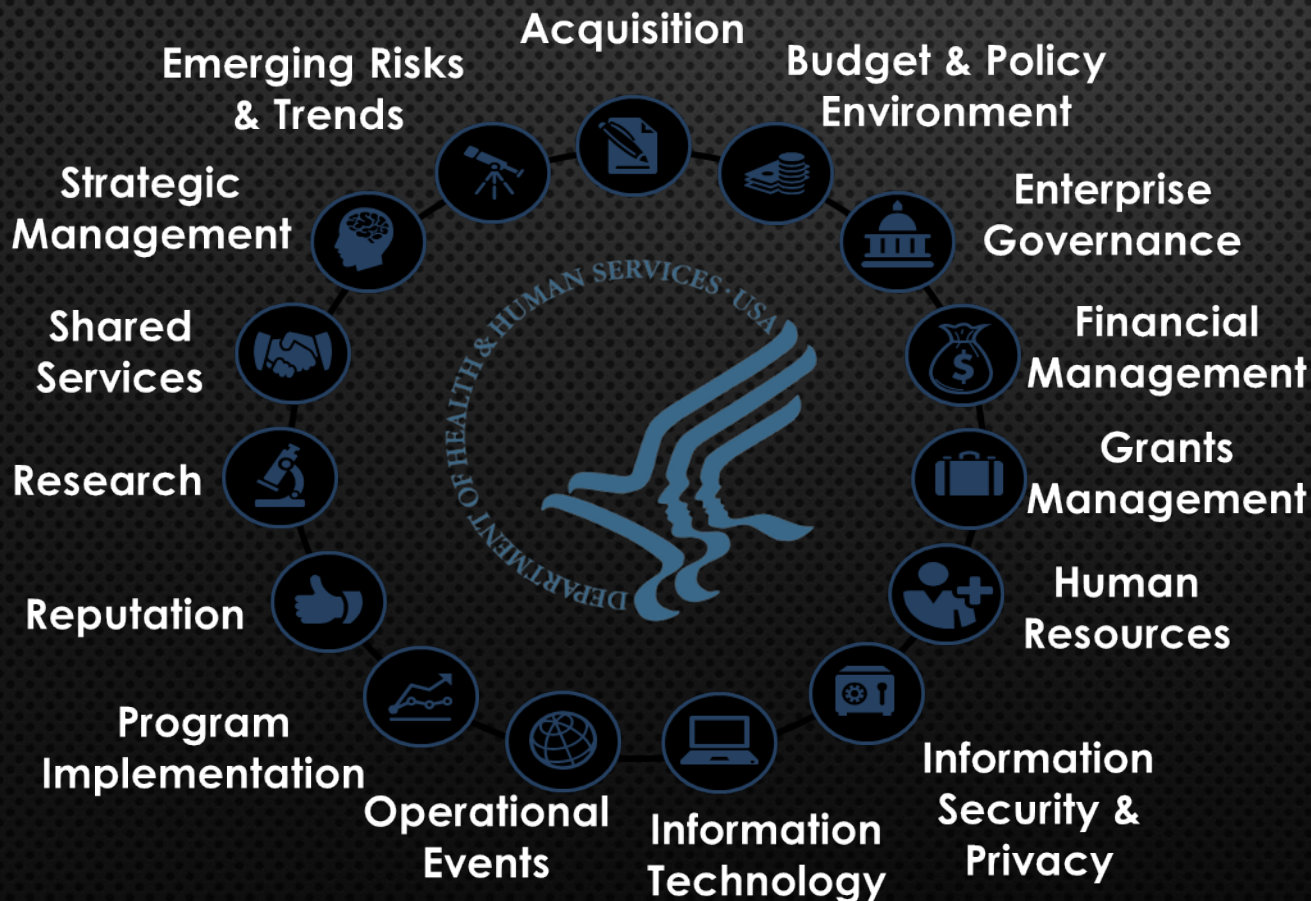 Acquisition
Budget & Policy
Environment
Enterprise
Governance
Financial
Management
Grants
Management
Human
Resources
Information
Security &
Privacy
Information
Technology
Operational
Events
Program
Implementation
Reputation
Research
Shared
Services
Strategic
Management
Emerging Risks
& Trends
DEPARTMENT OF HEALTH & HUMAN SERVICES · USA
$